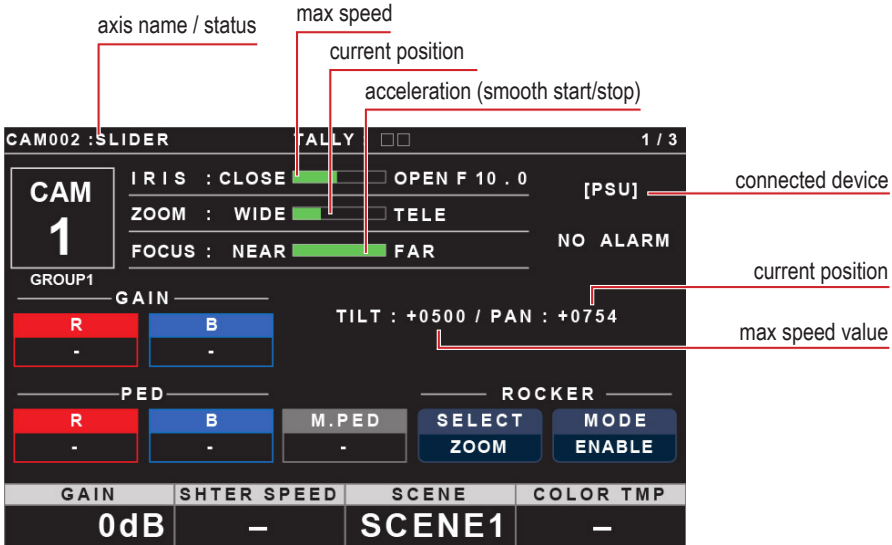 axis name / status
max speed
current position
acceleration (smooth start/stop)
CAM002 :SLIDER TALLY : □□ 1 / 3
CAM
1
GROUP1
IRIS : CLOSE OPEN F 10 . 0
ZOOM : WIDE TELE
FOCUS : NEAR FAR
[PSU]
NO ALARM
connected device
current position
max speed value
TILT : +0500 / PAN : +0754
GAIN
R B
- -
PED
R B M.PED
- - -
ROCKER
SELECT MODE
ZOOM ENABLE
GAIN SHTER SPEED SCENE COLOR TMP
0dB – SCENE1 –